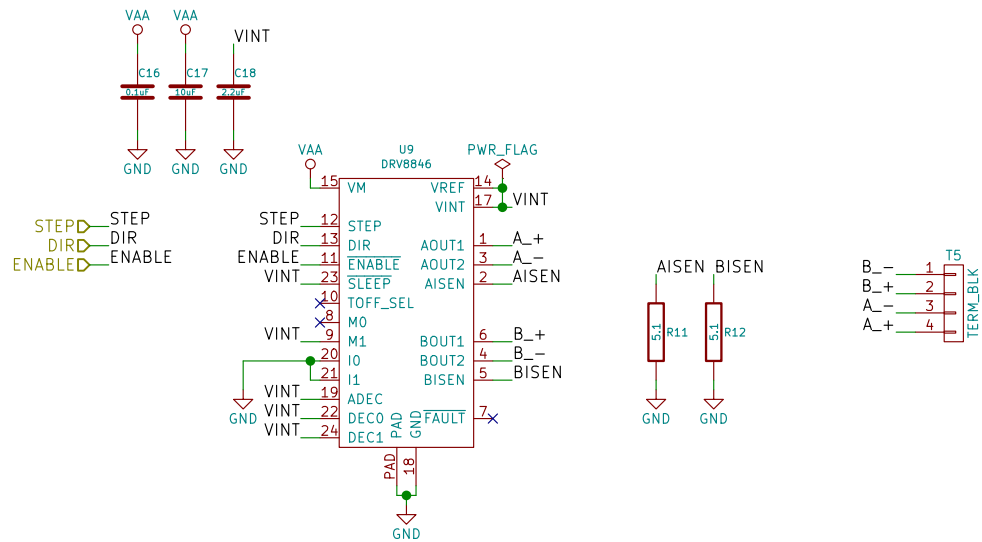 VAA VAA
VINT
C16 C17 C18
0.1uF 10uF 2.2uF
GND GND GND
U9
DRV8846
VAA PWR_FLAG
15 VM VREF 14
VINT 17 VINT
STEP STEP
DIR DIR
ENABLE ENABLE
STEP 12 STEP
DIR 13 DIR AOUT1 1 A_+
ENABLE 11 ENABLE AOUT2 3 A_-
VINT 23 SLEEP AISEN 2 AISEN
10 TOFF_SEL
8 M0
VINT 9 M1 BOUT1 6 B_+
20 I0 BOUT2 4 B_-
21 I1 BISEN 5 BISEN
VINT 19 ADEC
VINT 22 DEC0 FAULT 7
VINT 24 DEC1
GND
PAD GND
PAD 18
GND
AISEN BISEN
5.1 R11 5.1 R12
GND GND
T5
B_- 1
B_+ 2
A_- 3
A_+ 4
TERM_BLK